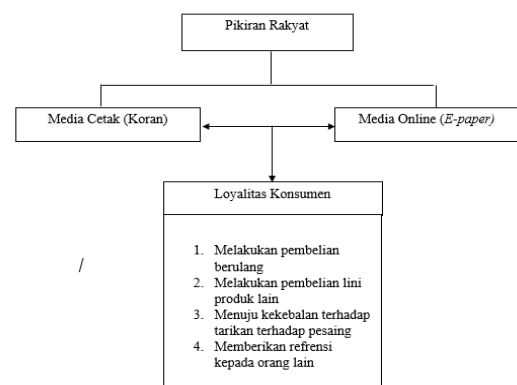 Pikiran Rakyat
Media Cetak (Koran)
Media Online (E-paper)
Loyalitas Konsumen
1. Melakukan pembelian
berulang
2. Melakukan pembelian lini
produk lain
3. Menuju kekebalan terhadap
tarikan terhadap pesaing
4. Memberikan refrensi
kepada orang lain
/